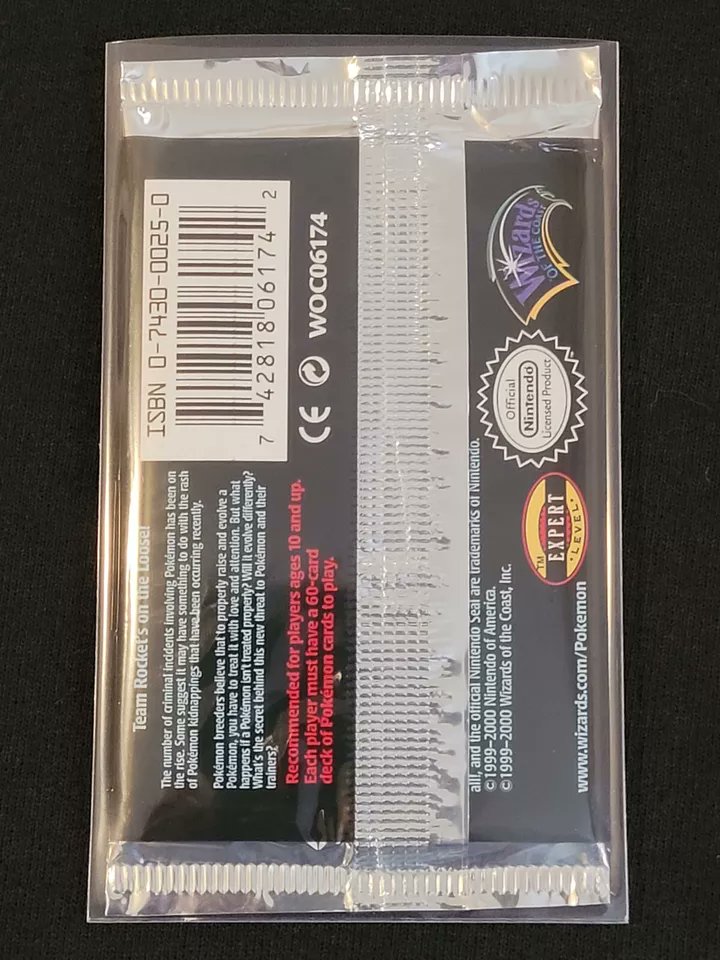 Team Rocket's on the Loose!
The number of criminal incidents involving Pokémon has been on
the rise. Some suggest it may have something to do with the rash
of Pokémon kidnappings that have been occurring recently.
Pokémon breeders believe that to properly raise and evolve a
Pokémon, you have to treat it with love and attention. But what
happens if a Pokémon isn't treated properly? Will it evolve differently?
What's the secret behind this new threat to Pokémon and their
trainers?
Recommended for players ages 10 and up.
Each player must have a 60-card
deck of Pokémon cards to play.
ISBN 0-7430-0025-0
7 42818 06174 2
CE WOC06174
all, and the official Nintendo Seal are trademarks of Nintendo.
©1999-2000 Nintendo of America.
©1999-2000 Wizards of the Coast, Inc.
www.wizards.com/Pokemon
TM
EXPERT
LEVEL
Official
Nintendo
Licensed Product
Wizards
OF THE COAST